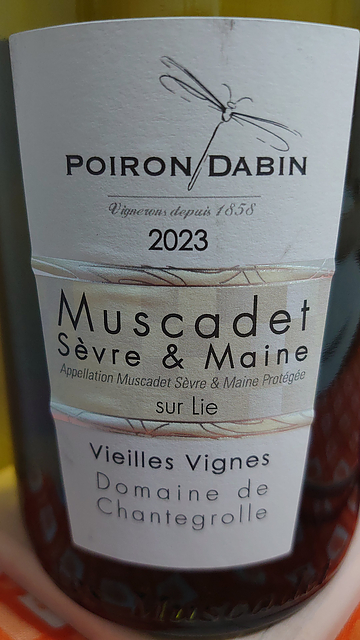 POIRON DABIN
Vignerons depuis 1858
2023
Muscadet
Sèvre & Maine
Appellation Muscadet Sèvre & Maine Protégée
sur Lie
Vieilles Vignes
Domaine de
Chantegrolle
Muscadet